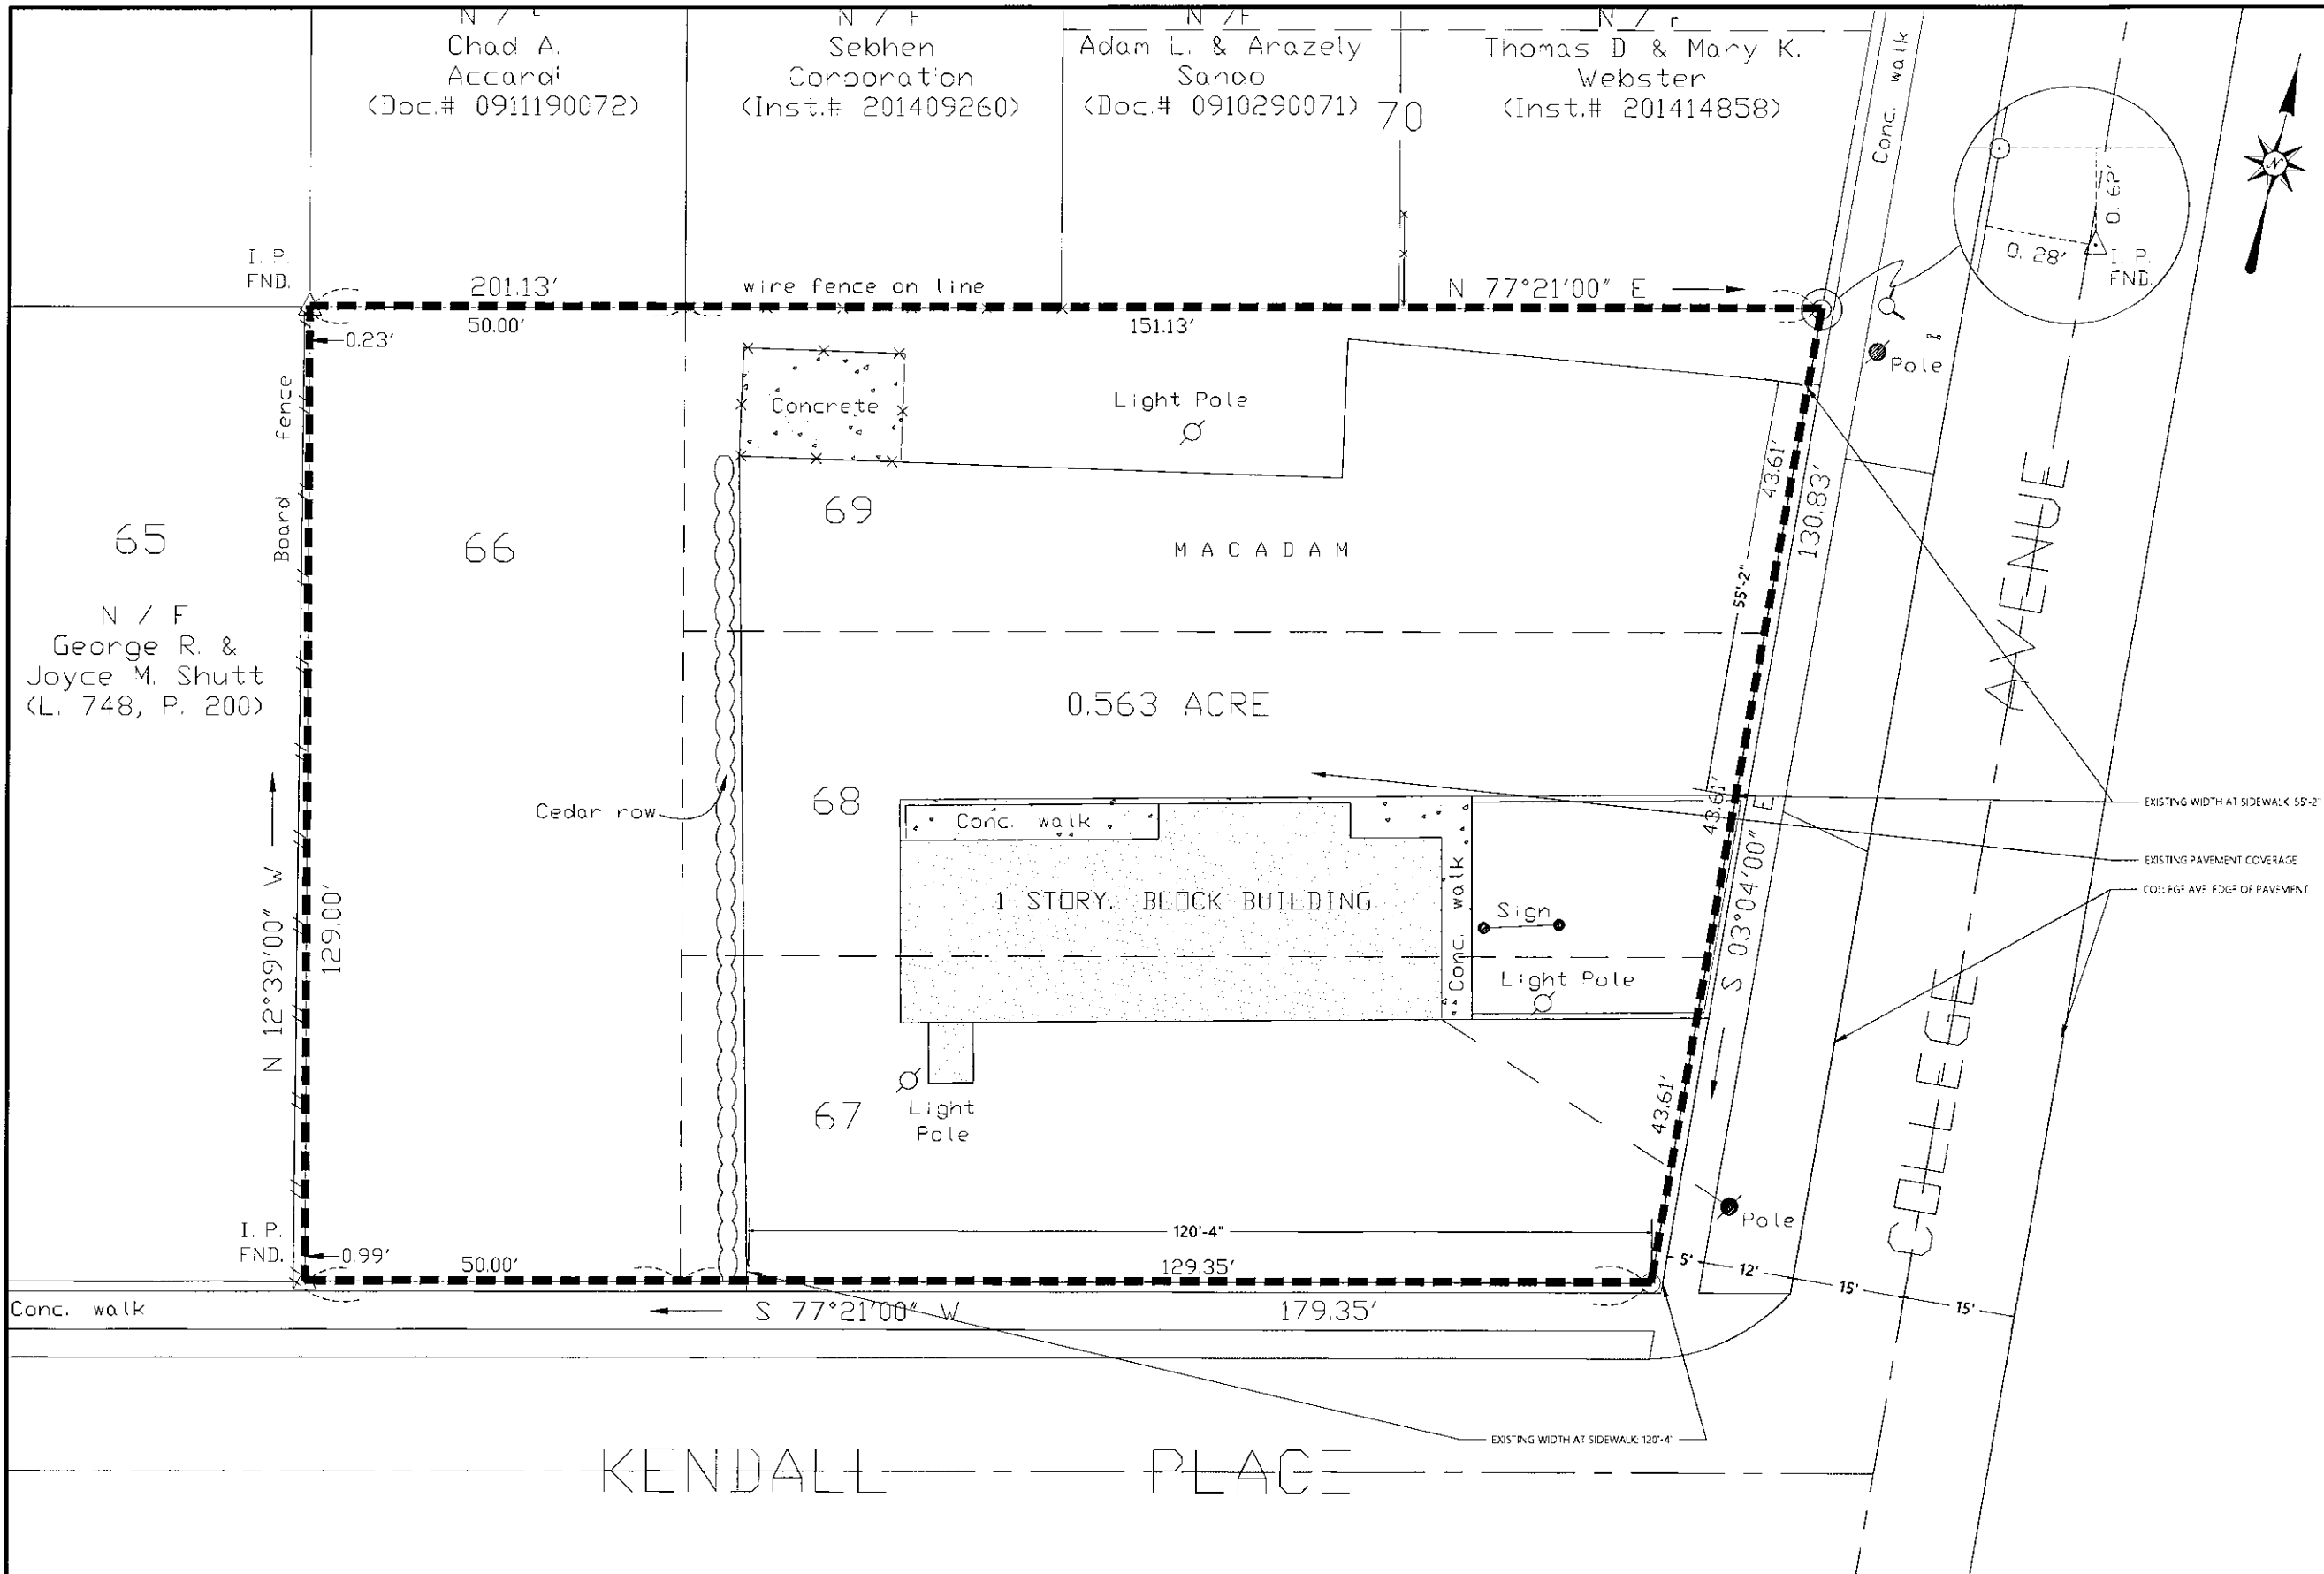 N / F
Chad A.
Accardi
(Doc.# 0911190072)
N / F
Sebhen
Corporation
(Inst.# 201409260)
N /F
Adam L. & Arazely
(Doc.# 0910290071)
70
Thomas D & Mary K.
Webster
(Inst.# 201414858)
Conc. walk
N
0.28'
I. P.
FND.
I. P.
FND.
201.13'
50.00'
0.23'
wire fence on line
151.13'
N 77°21'00" E
Pole
Board fence
Concrete
Light Pole
65
N / F
George R. &
Joyce M. Shutt
(L. 748, P. 200)
66
69
MACADAM
43.61'
130.83'
55'-2"
0.563 ACRE
AVENUE
Cedar row
68
Conc. walk
1 STORY. BLOCK BUILDING
Conc. walk
Sign
Light Pole
43.61'
S 03°04'00" E
EXISTING WIDTH AT SIDEWALK 55'-2"
EXISTING PAVEMENT COVERAGE
COLLEGE AVE. EDGE OF PAVEMENT
N 12°39'00" W
129.00'
67
Light
Pole
43.61'
COLLEGE
Pole
I. P.
FND.
0.99'
50.00'
120'-4"
129.35'
5'
12'
15'
15'
Conc. walk
S 77°21'00" W
179.35'
EXISTING WIDTH AT SIDEWALK: 120'-4"
KENDALL PLACE